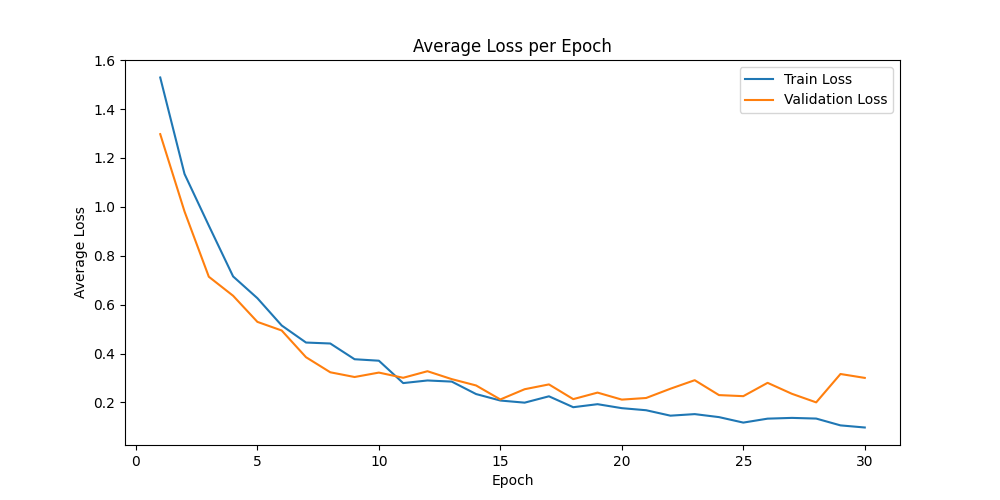 Average Loss per Epoch
Train Loss
Validation Loss
Average Loss
1.6
1.4
1.2
1.0
0.8
0.6
0.4
0.2
0 5 10 15 20 25 30
Epoch